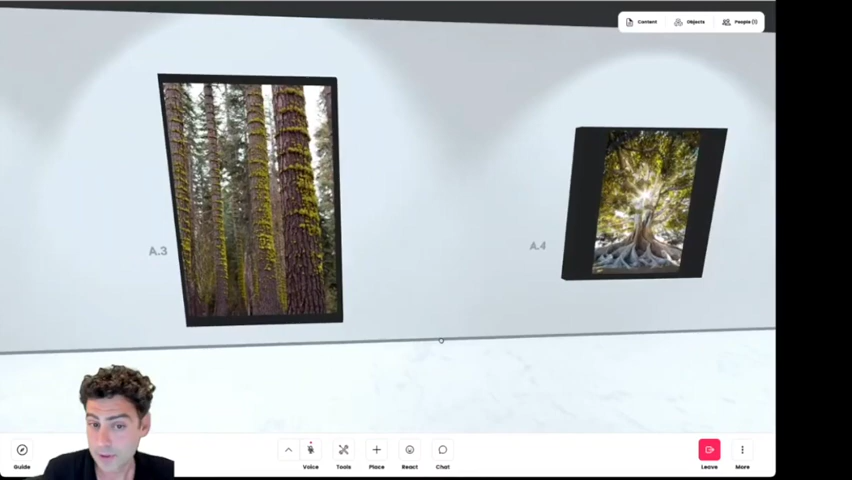 Content
Objects
People (1)
A.3
A.4
Guide
Voice
Tools
Place
React
Chat
Leave
More